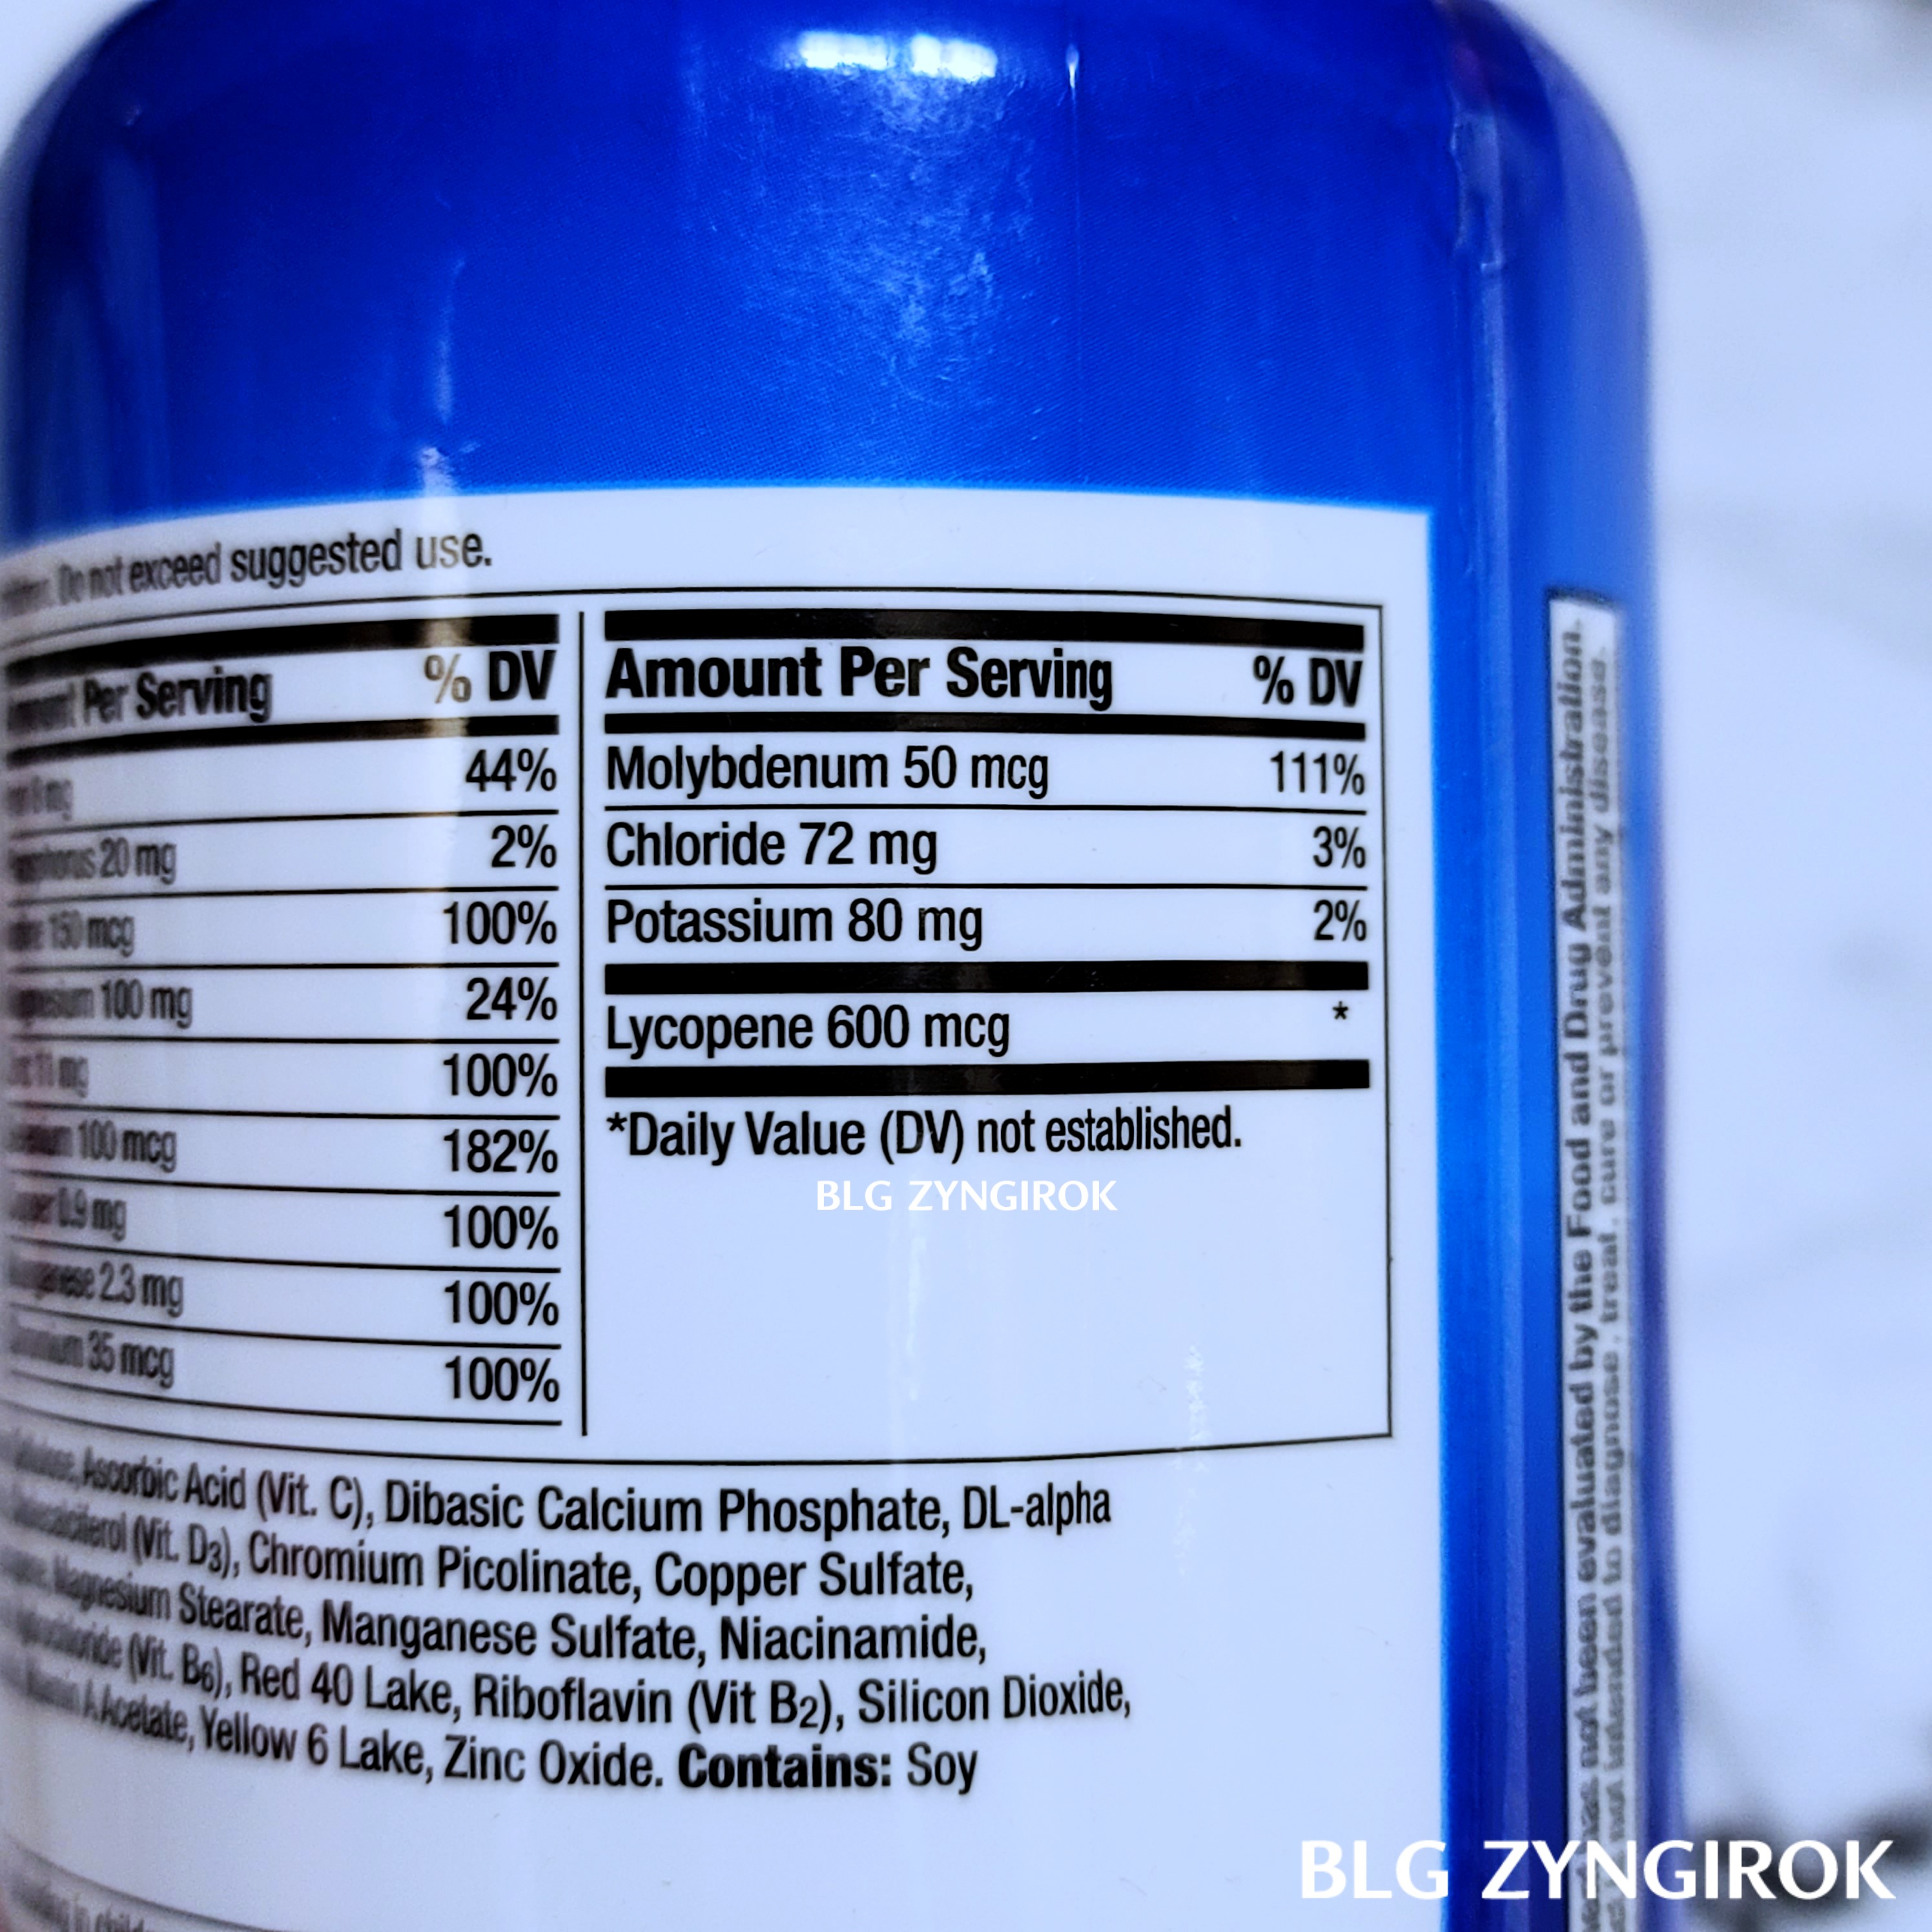 Do not exceed suggested use.
Per Serving % DV
8 mg 44%
20 mg 2%
150 mcg 100%
100 mg 24%
11 mg 100%
100 mcg 182%
0.9 mg 100%
2.3 mg 100%
35 mcg 100%
Amount Per Serving % DV
Molybdenum 50 mcg 111%
Chloride 72 mg 3%
Potassium 80 mg 2%
Lycopene 600 mcg *
*Daily Value (DV) not established.
BLG ZYNGIROK
Ascorbic Acid (Vit. C), Dibasic Calcium Phosphate, DL-alpha
(Vit. D3), Chromium Picolinate, Copper Sulfate,
Magnesium Stearate, Manganese Sulfate, Niacinamide,
(Vit. B6), Red 40 Lake, Riboflavin (Vit B2), Silicon Dioxide,
A Acetate, Yellow 6 Lake, Zinc Oxide. Contains: Soy
has not been evaluated by the Food and Drug Administration.
not intended to diagnose, treat, cure or prevent any disease.
BLG ZYNGIROK